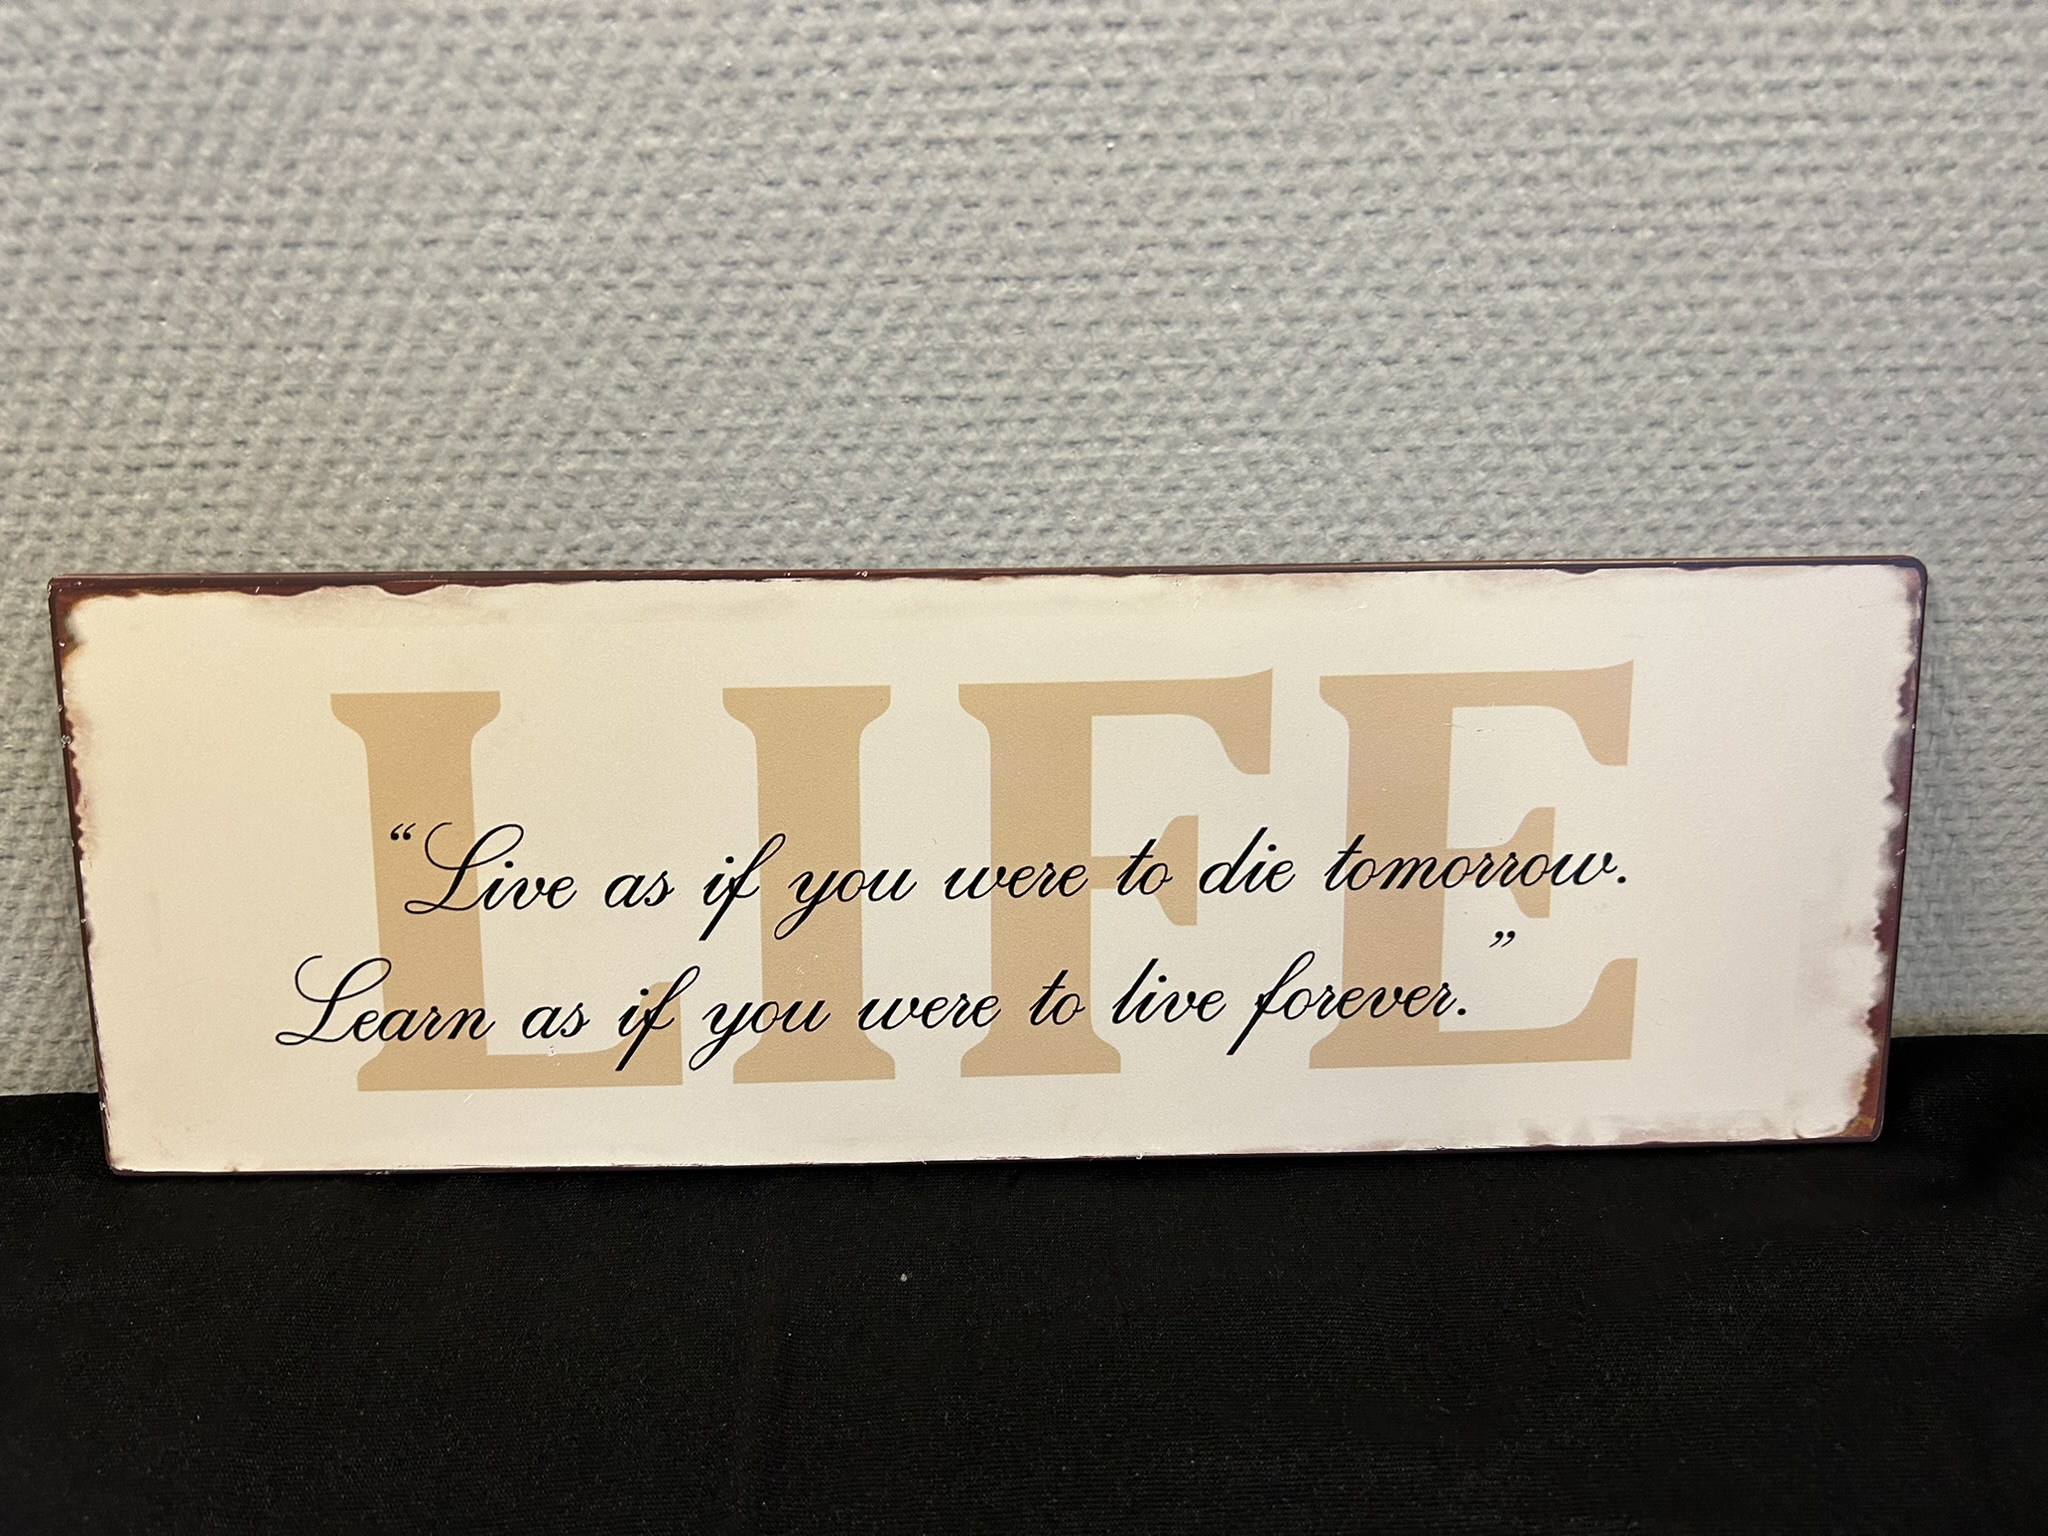 LIFE
“Live as if you were to die tomorrow.
Learn as if you were to live forever.”